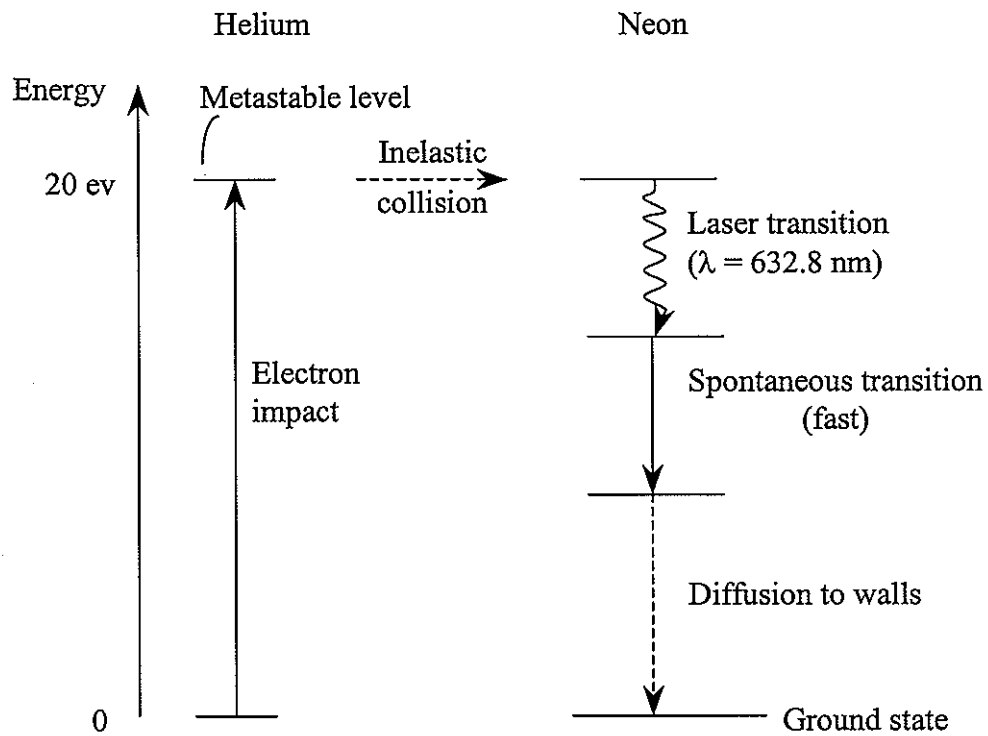 Helium
Neon
Energy
Metastable level
20 ev
Inelastic
collision
Laser transition
(λ = 632.8 nm)
Electron
impact
Spontaneous transition
(fast)
Diffusion to walls
0
Ground state